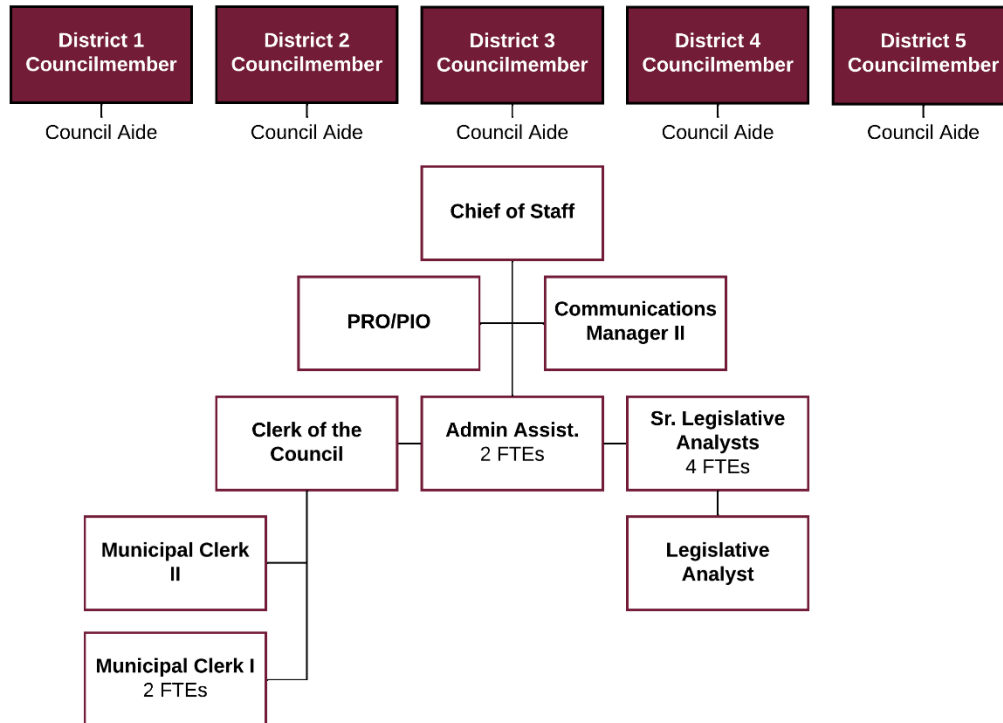 District 1
Councilmember
District 2
Councilmember
District 3
Councilmember
District 4
Councilmember
District 5
Councilmember
Council Aide
Council Aide
Council Aide
Council Aide
Council Aide
Chief of Staff
PRO/PIO
Communications
Manager II
Clerk of the
Council
Admin Assist.
2 FTEs
Sr. Legislative
Analysts
4 FTEs
Municipal Clerk
II
Legislative
Analyst
Municipal Clerk I
2 FTEs